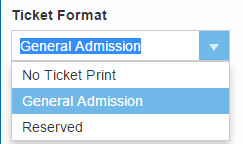 Ticket Format
General Admission
No Ticket Print
General Admission
Reserved